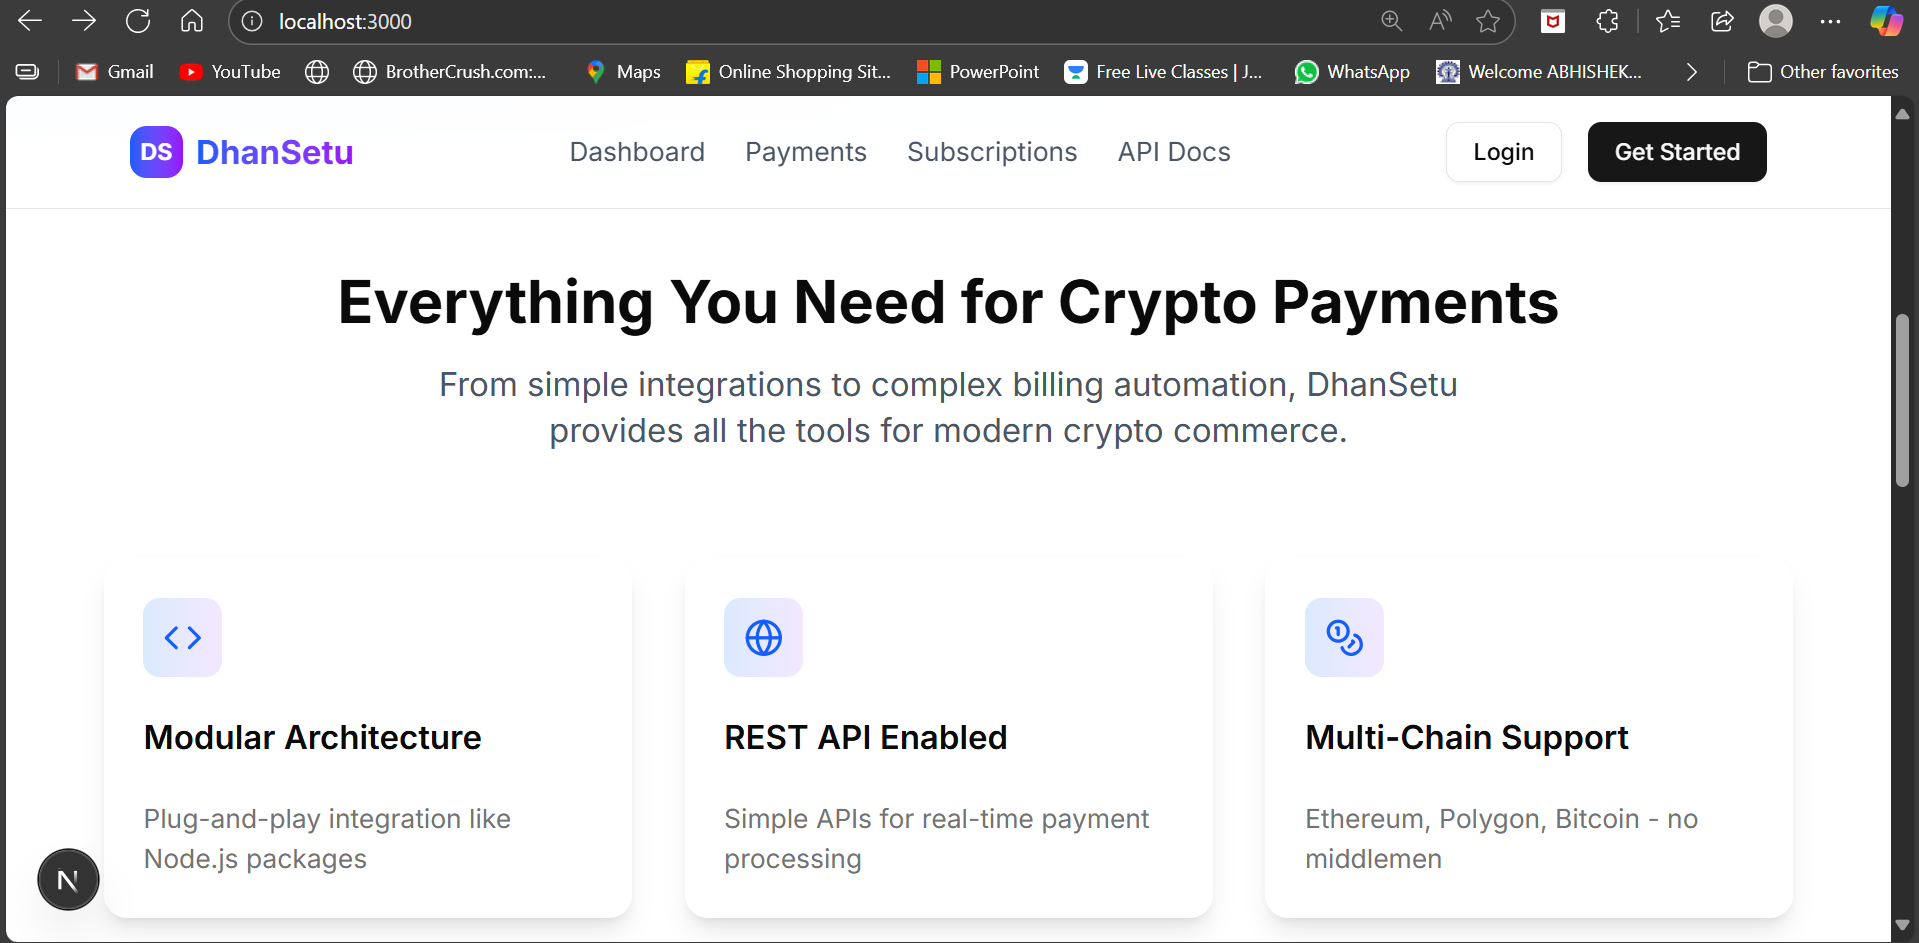 localhost:3000
Gmail
YouTube
BrotherCrush.com:...
Maps
Online Shopping Sit...
PowerPoint
Free Live Classes | J...
WhatsApp
Welcome ABHISHEK...
Other favorites
DS DhanSetu
Dashboard
Payments
Subscriptions
API Docs
Login
Get Started
Everything You Need for Crypto Payments
From simple integrations to complex billing automation, DhanSetu
provides all the tools for modern crypto commerce.
Modular Architecture
Plug-and-play integration like
Node.js packages
REST API Enabled
Simple APIs for real-time payment
processing
Multi-Chain Support
Ethereum, Polygon, Bitcoin - no
middlemen
N